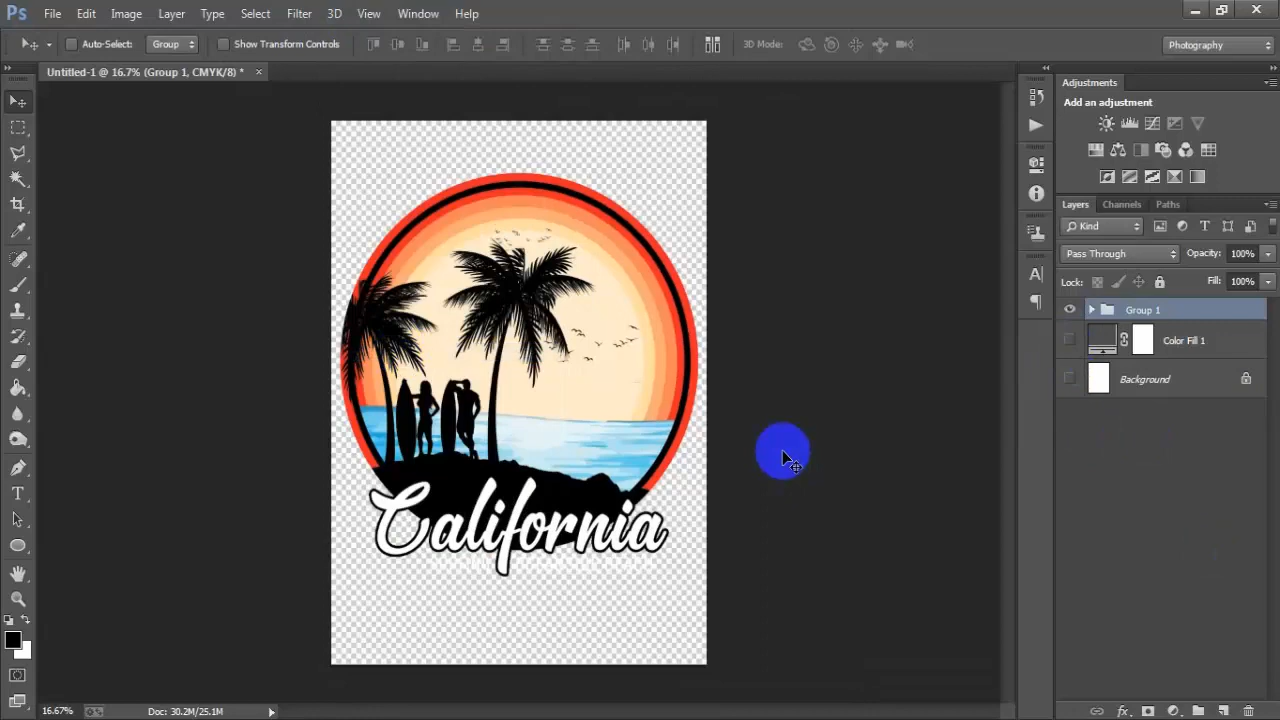 Ps File Edit Image Layer Type Select Filter 3D View Window Help
Auto-Select: Group Show Transform Controls 3D Mode: Photography
Untitled-1 @ 16.7% (Group 1, CMYK/8) * ×
Adjustments
Add an adjustment
Layers Channels Paths
Kind
Pass Through Opacity: 100%
Lock: Fill: 100%
Group 1
Color Fill 1
Background
California
16.67% Doc: 30.2M/25.1M